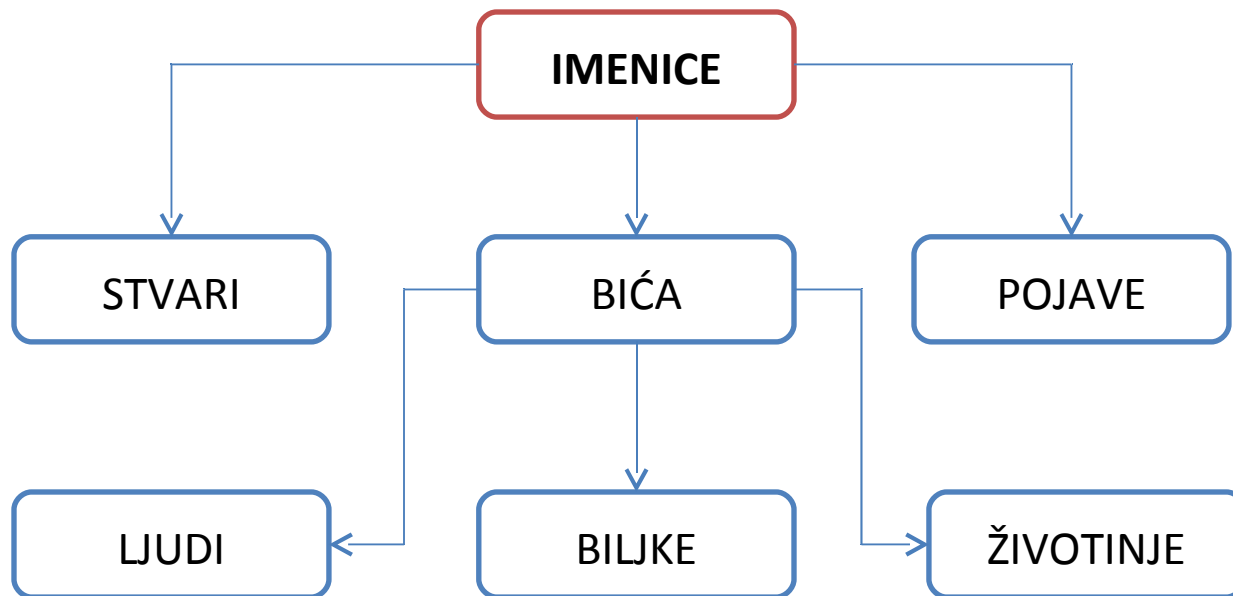 IMENICE
STVARI
BIĆA
POJAVE
LJUDI
BILJKE
ŽIVOTINJE